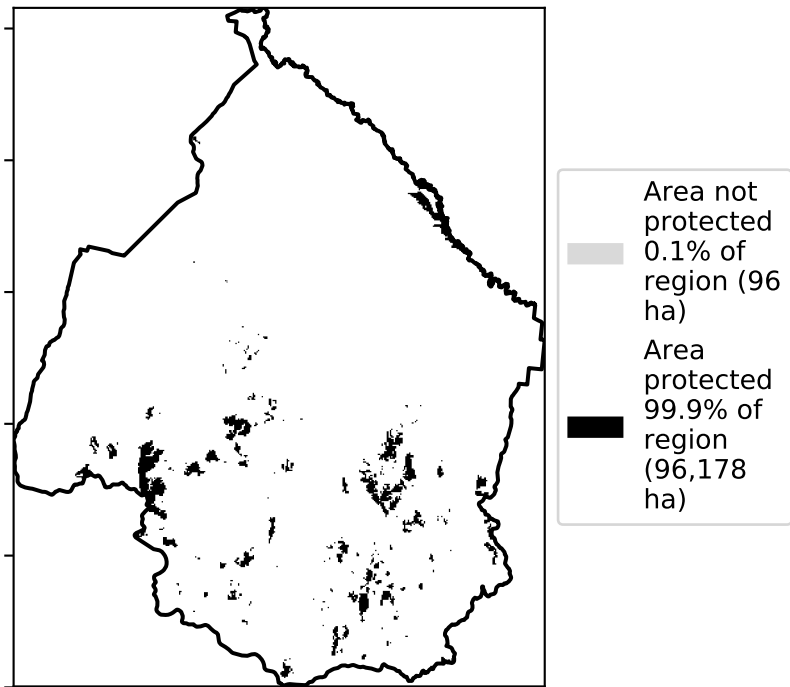 Area not
protected
0.1% of
region (96
ha)
Area
protected
99.9% of
region
(96,178
ha)